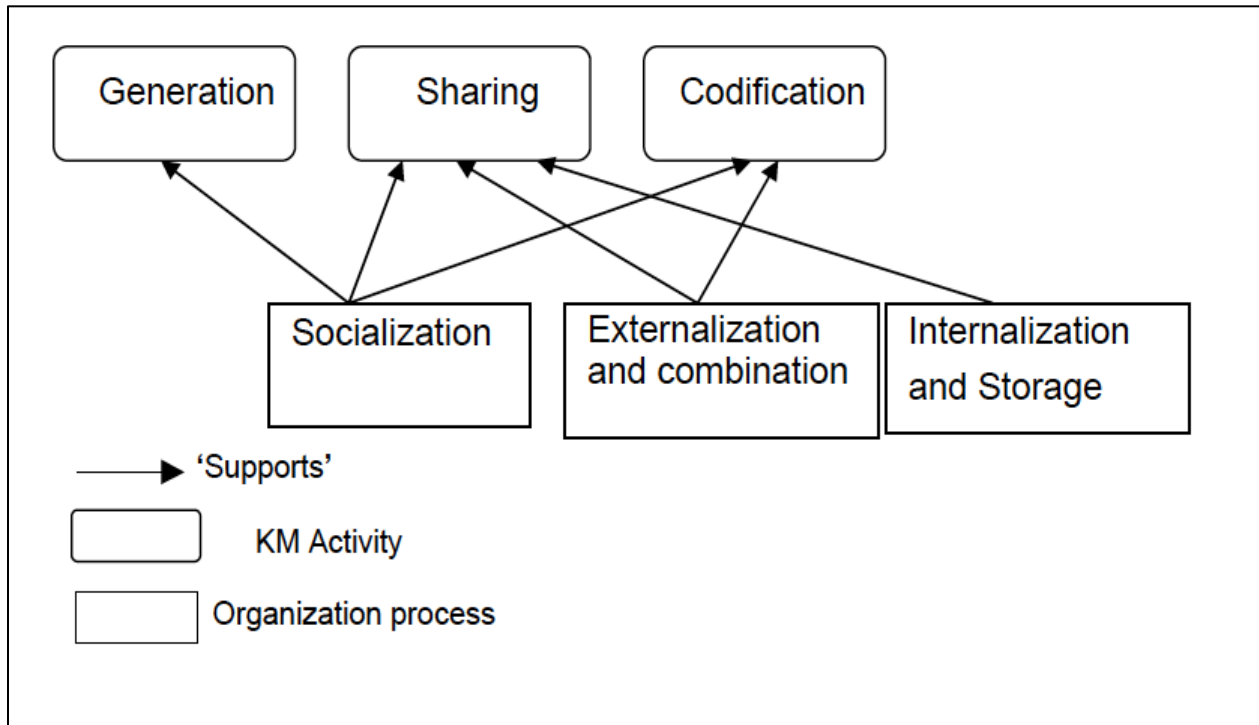 Generation
Sharing
Codification
Socialization
Externalization
and combination
Internalization
and Storage
‘Supports’
KM Activity
Organization process